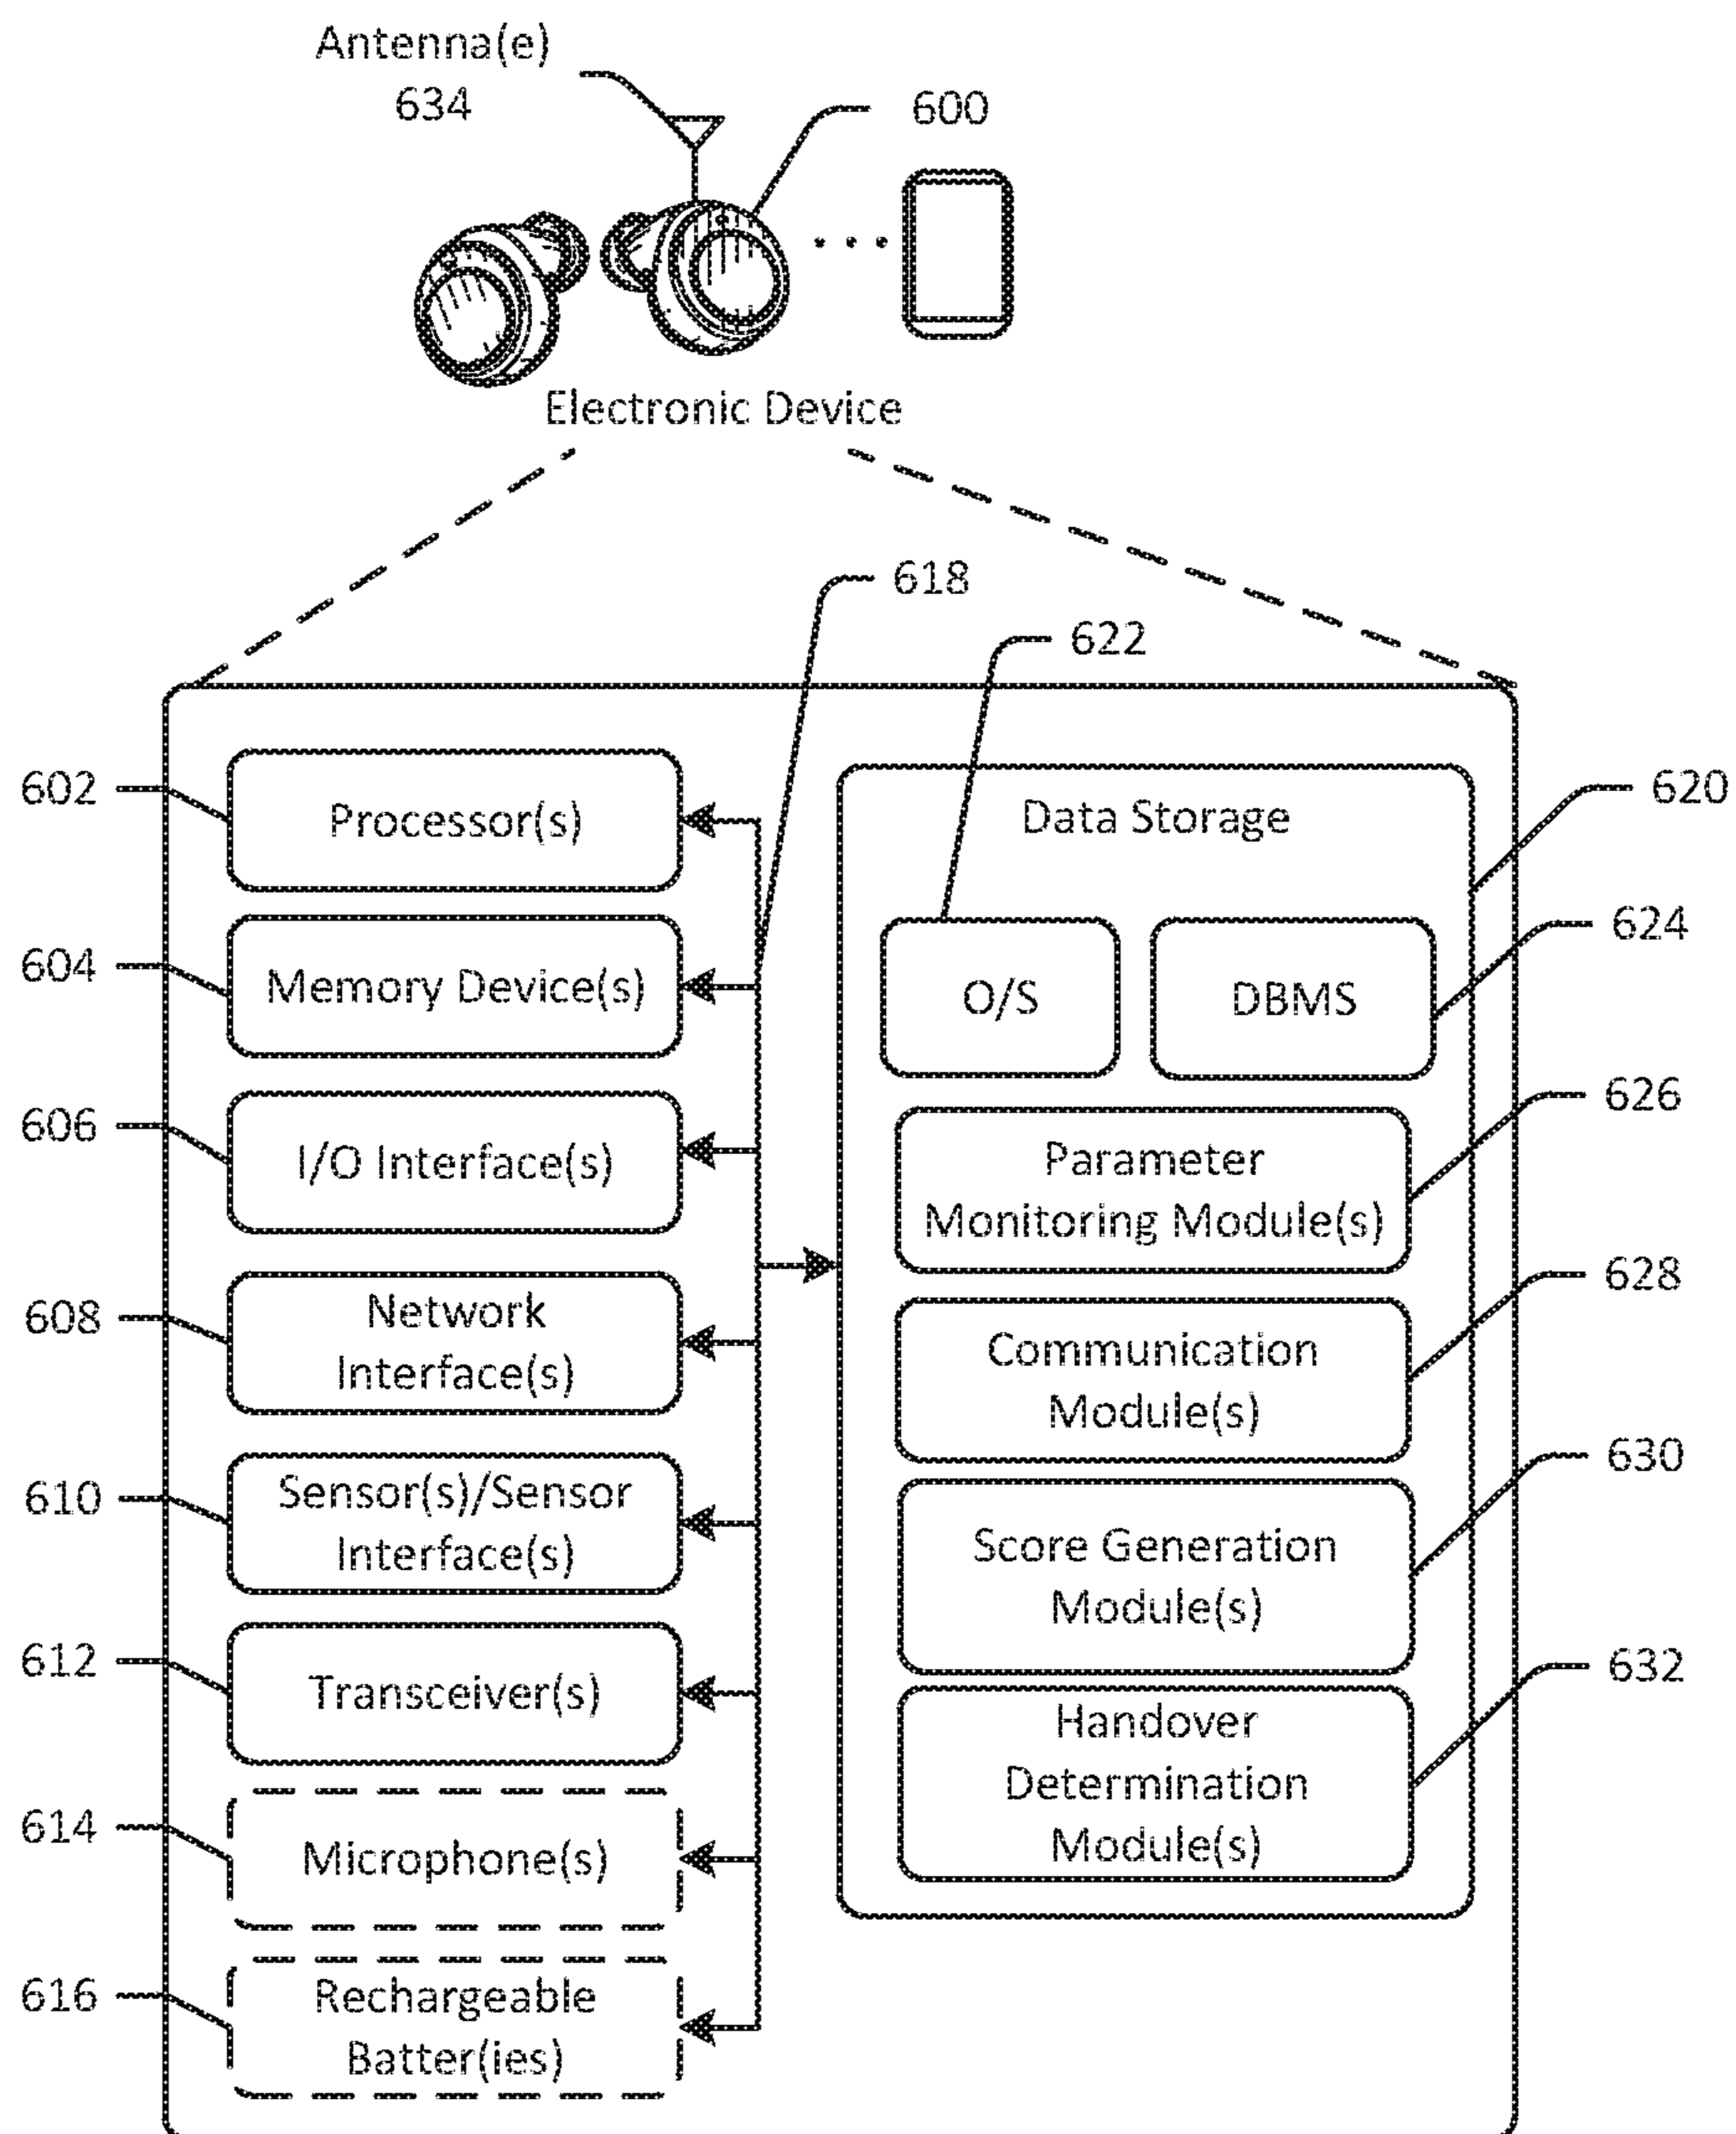 Antenna(e)
634
600
Electronic Device
618
622
602
Processor(s)
604
Memory Device(s)
606
I/O Interface(s)
608
Network
Interface(s)
610
Sensor(s)/Sensor
Interface(s)
612
Transceiver(s)
614
Microphone(s)
616
Rechargeable
Batter(ies)
Data Storage
620
O/S
DBMS
624
Parameter
Monitoring Module(s)
626
Communication
Module(s)
628
Score Generation
Module(s)
630
Handover
Determination
Module(s)
632